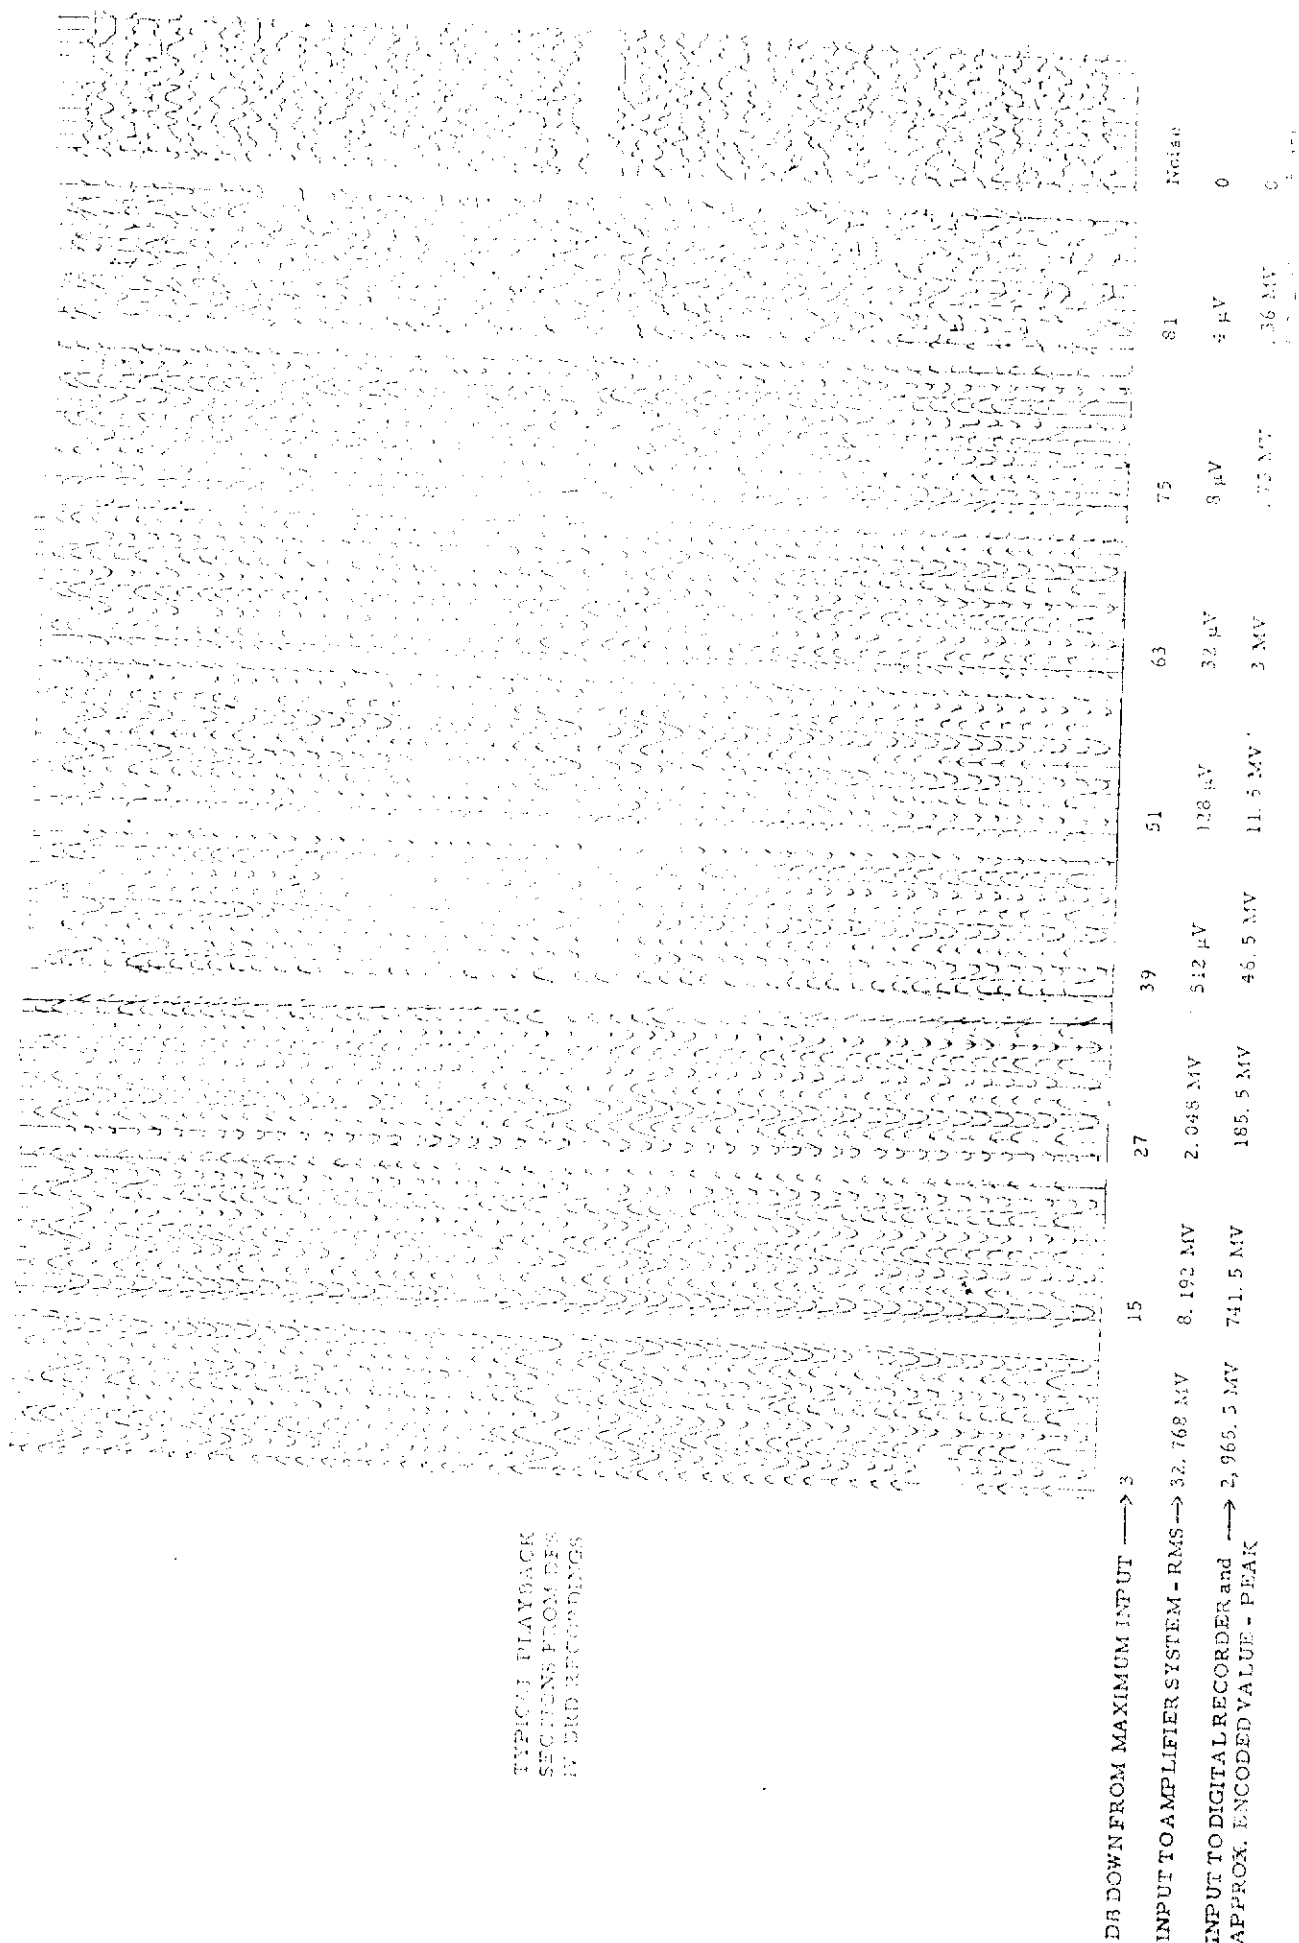 TYPICAL PLAYBACK
SECTIONS FROM DFS
IV RECORDINGS
DB DOWN FROM MAXIMUM INPUT → 3 15 27 39 51 63 75 81 Noise
INPUT TO AMPLIFIER SYSTEM - RMS → 32.768 MV 8.192 MV 2.048 MV 512 µV 128 µV 32 µV 8 µV 4 µV 0
INPUT TO DIGITAL RECORDER and → 2,965.5 MV 741.5 MV 185.5 MV 46.5 MV 11.5 MV 3 MV .73 MV .36 MV 0
APPROX. ENCODED VALUE - PEAK